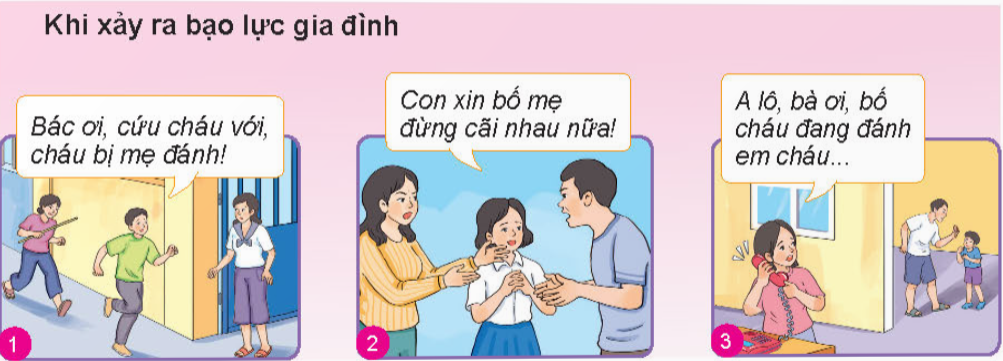 Khi xảy ra bạo lực gia đình
Bác ơi, cứu cháu với,
cháu bị mẹ đánh!
1
Con xin bố mẹ
đừng cãi nhau nữa!
2
A lô, bà ơi, bố
cháu đang đánh
em cháu...
3